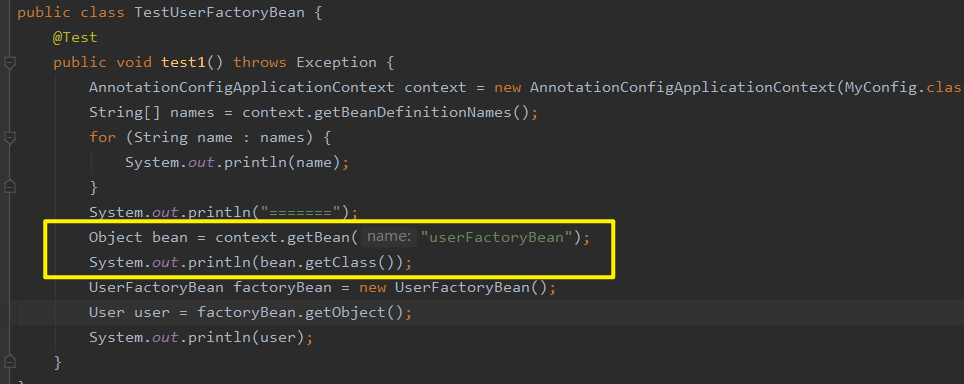 public class TestUserFactoryBean {
@Test
public void test1() throws Exception {
AnnotationConfigApplicationContext context = new AnnotationConfigApplicationContext(MyConfig.clas
String[] names = context.getBeanDefinitionNames();
for (String name : names) {
System.out.println(name);
}
System.out.println("=======");
Object bean = context.getBean( name: "userFactoryBean");
System.out.println(bean.getClass());
UserFactoryBean factoryBean = new UserFactoryBean();
User user = factoryBean.getObject();
System.out.println(user);
}